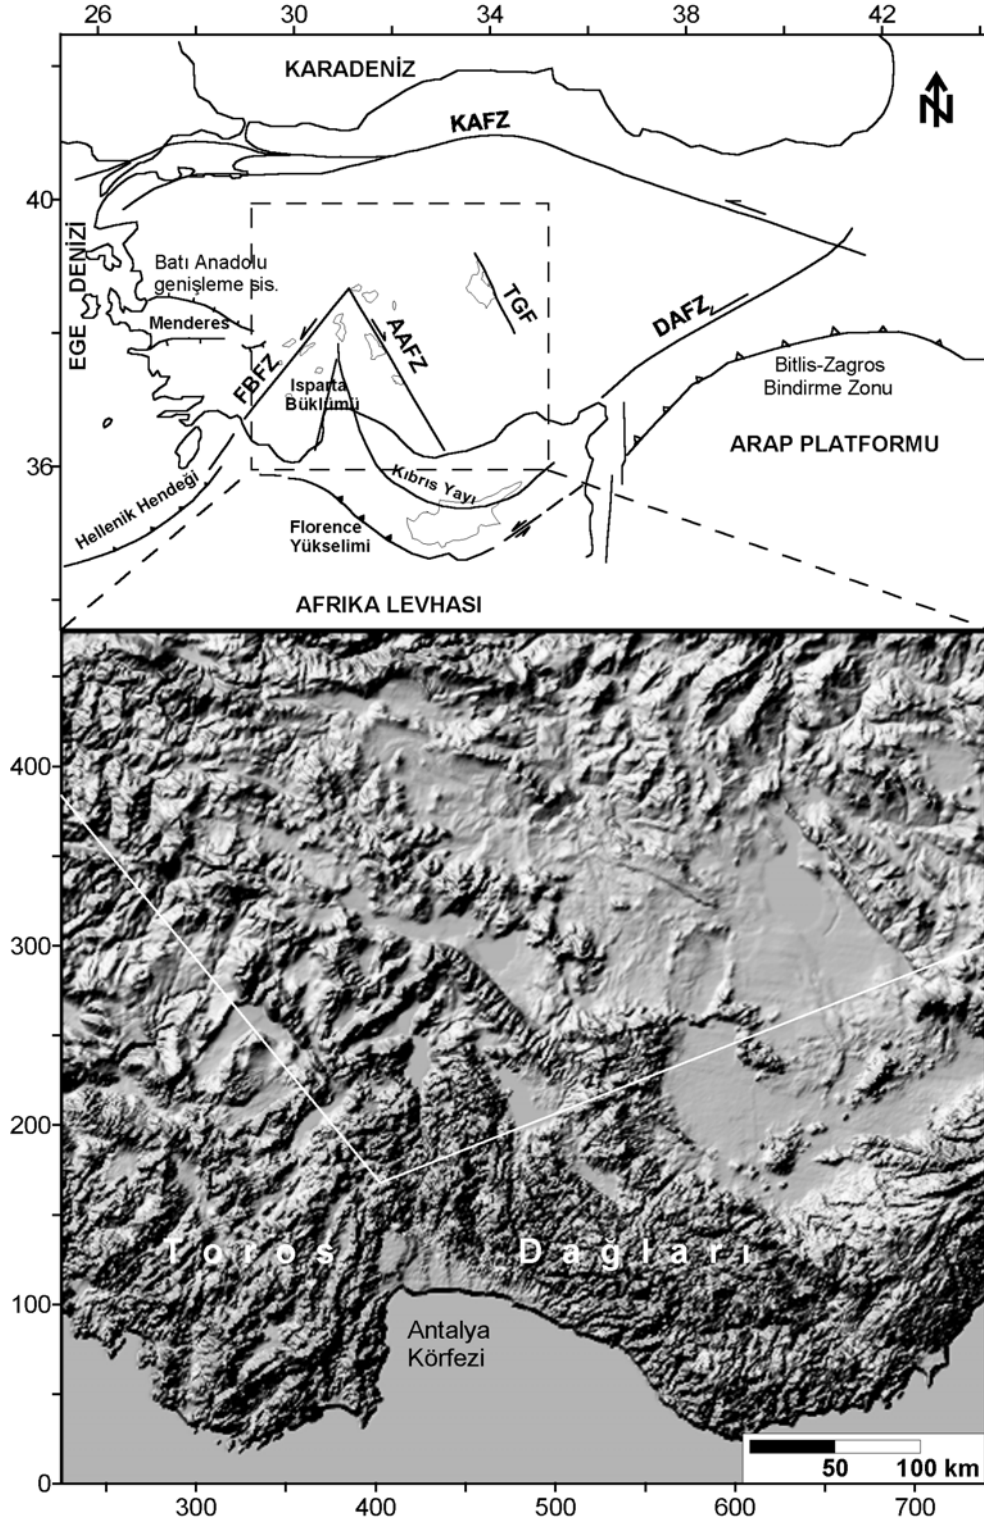 26 30 34 38 42
KARADENİZ
N
KAFZ
40
EGE DENİZİ
Batı Anadolu
genişleme sis.
Menderes
TGF
DAFZ
AAFZ
FBFZ
Isparta
Büklümü
Bitlis-Zagros
Bindirme Zonu
ARAP PLATFORMU
36
Kıbrıs Yayı
Hellenik Hendeği
Florence
Yükselimi
AFRIKA LEVHASI
400
300
200
Toros Dağları
100
Antalya
Körfezi
50 100 km
0
300 400 500 600 700